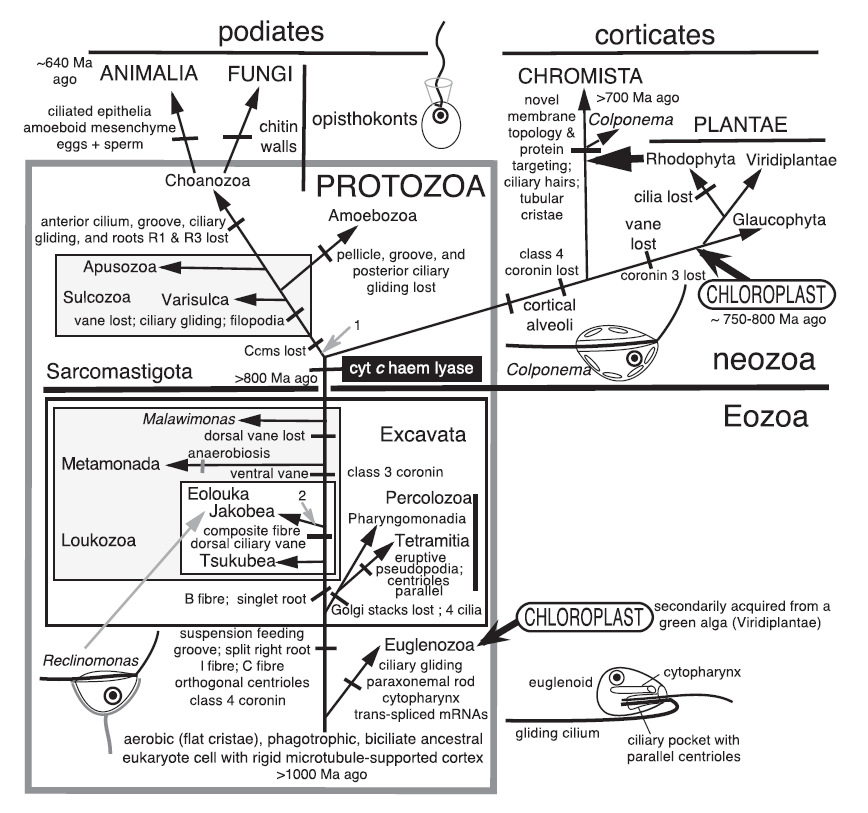 podiates
corticates
~640 Ma
ago
ANIMALIA
FUNGI
ciliated epithelia
amoeboid mesenchyme
eggs + sperm
chitin
walls
opisthokonts
CHROMISTA
>700 Ma ago
novel
membrane
topology &
protein
targeting;
ciliary hairs;
tubular
cristae
Colponema
PLANTAE
Rhodophyta
Viridiplantae
cilia lost
Glaucophyta
vane
lost
class 4
coronin lost
coronin 3 lost
cortical
alveoli
CHLOROPLAST
~ 750-800 Ma ago
Colponema
neozoa
Choanozoa
PROTOZOA
anterior cilium, groove, ciliary
gliding, and roots R1 & R3 lost
Amoebozoa
pellicle, groove, and
posterior ciliary
gliding lost
Apusozoa
Sulcozoa
Varisulca
vane lost; ciliary gliding; filopodia
1
Ccms lost
Sarcomastigota
>800 Ma ago
cyt c haem lyase
Eozoa
Malawimonas
dorsal vane lost
Excavata
anaerobiosis
Metamonada
ventral vane
class 3 coronin
Eolouka
2
Jakobea
composite fibre
dorsal ciliary vane
Loukozoa
Tsukubea
Percolozoa
Pharyngomonadia
Tetramitia
eruptive
pseudopodia;
centrioles
parallel
B fibre; singlet root
Golgi stacks lost ; 4 cilia
CHLOROPLAST
secondarily acquired from a
green alga (Viridiplantae)
suspension feeding
groove; split right root
I fibre; C fibre
orthogonal centrioles
class 4 coronin
Euglenozoa
ciliary gliding
paraxonemal rod
cytopharynx
trans-spliced mRNAs
Reclinomonas
euglenoid
cytopharynx
gliding cilium
ciliary pocket with
parallel centrioles
aerobic (flat cristae), phagotrophic, biciliate ancestral
eukaryote cell with rigid microtubule-supported cortex
>1000 Ma ago